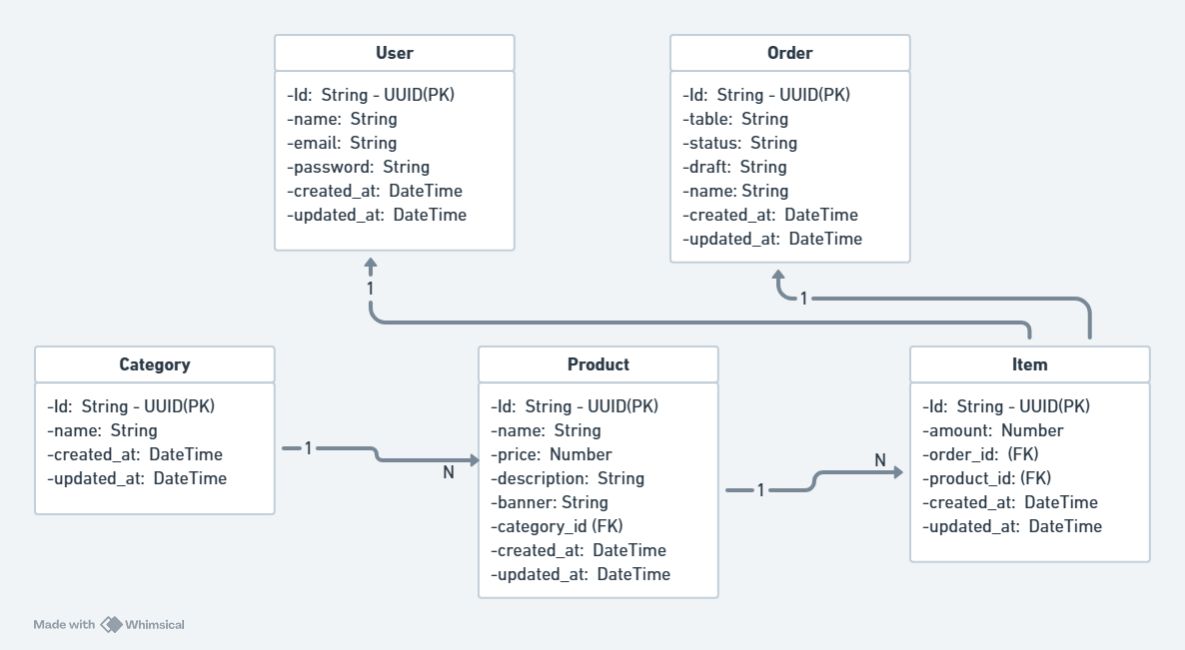 User
-Id:  String - UUID(PK)
-name:  String
-email:  String
-password:  String
-created_at:  DateTime
-updated_at:  DateTime
Order
-Id:  String - UUID(PK)
-table:  String
-status:  String
-draft:  String
-name: String
-created_at:  DateTime
-updated_at:  DateTime
1
1
Category
-Id:  String - UUID(PK)
-name:  String
-created_at:  DateTime
-updated_at:  DateTime
1
N
Product
-Id:  String - UUID(PK)
-name:  String
-price:  Number
-description:  String
-banner: String
-category_id (FK)
-created_at:  DateTime
-updated_at:  DateTime
1
N
Item
-Id:  String - UUID(PK)
-amount:  Number
-order_id:  (FK)
-product_id: (FK)
-created_at:  DateTime
-updated_at:  DateTime
Made with Whimsical